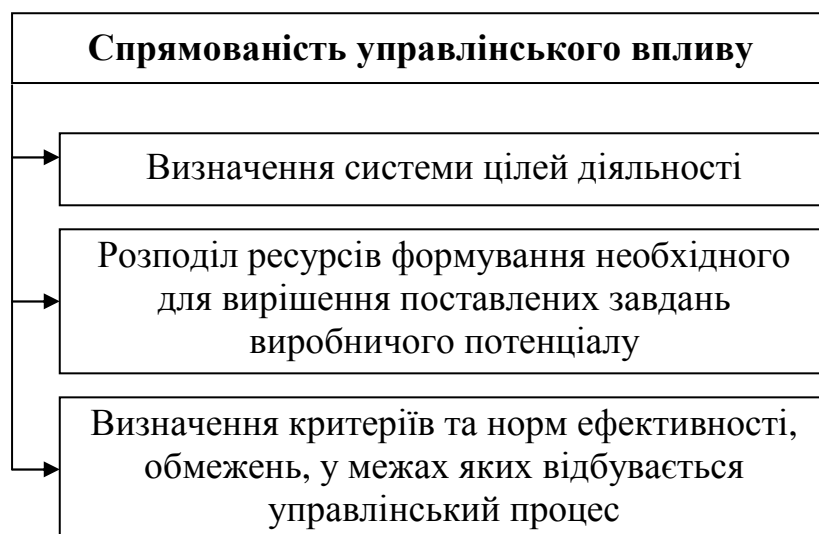 Спрямованість управлінського впливу
Визначення системи цілей діяльності
Розподіл ресурсів формування необхідного
для вирішення поставлених завдань
виробничого потенціалу
Визначення критеріїв та норм ефективності,
обмежень, у межах яких відбувається
управлінський процес